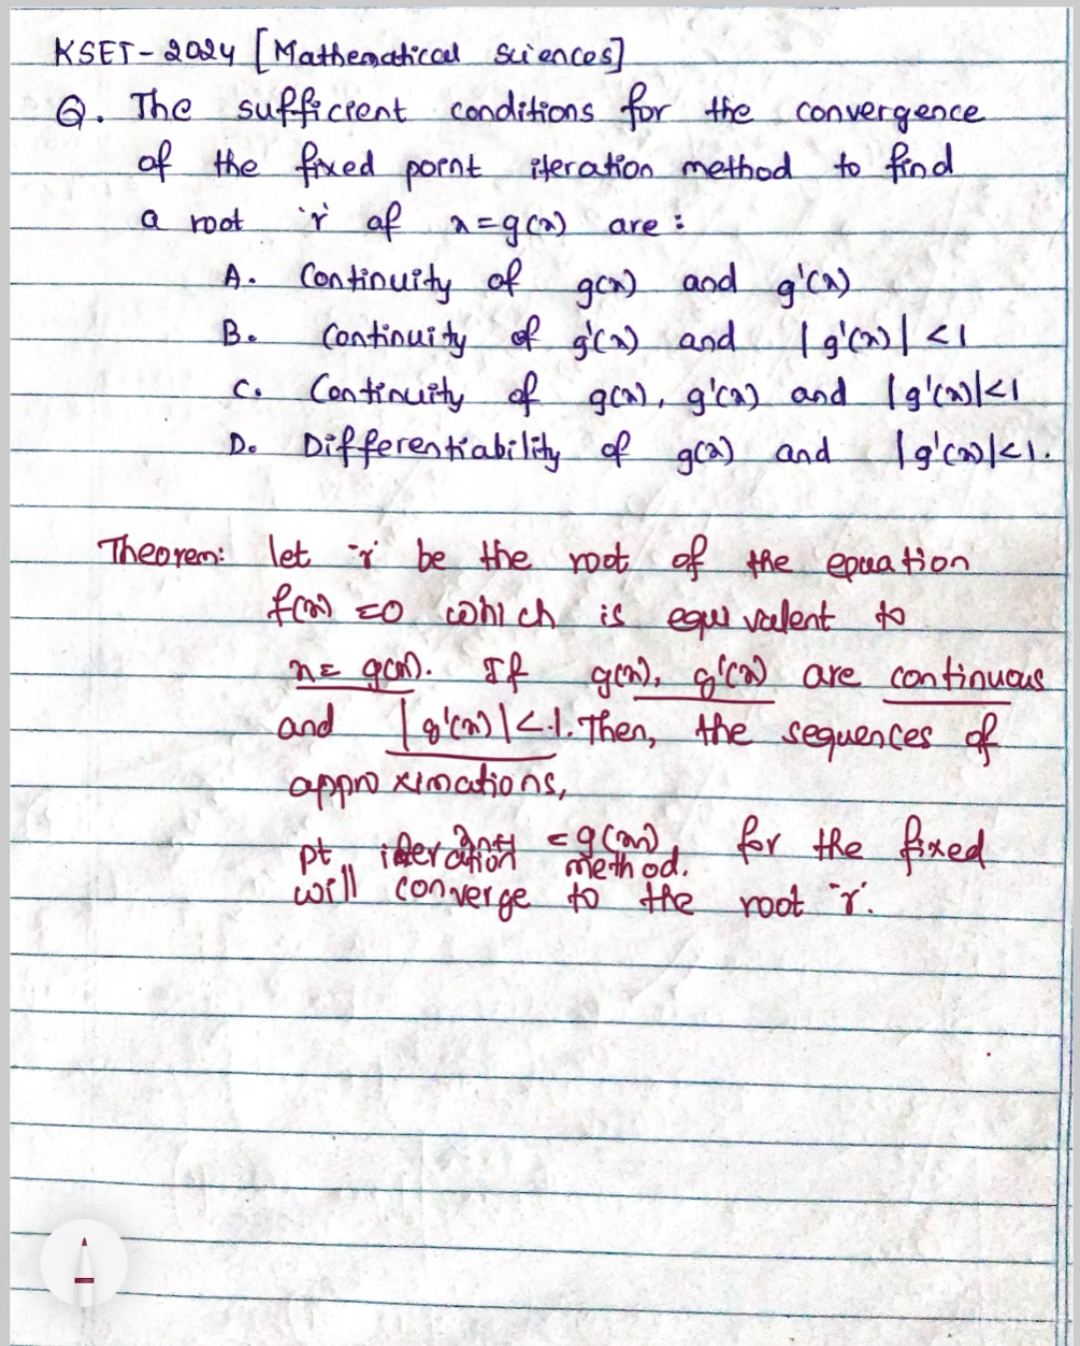 KSET-2024 [Mathematical Sciences]
Q. The sufficient conditions for the convergence
of the fixed point iteration method to find
a root 'r' of x=g(x) are:
A. Continuity of g(x) and g'(x)
B. Continuity of g'(x) and |g'(x)|<1
C. Continuity of g(x), g'(x) and |g'(x)|<1
D. Differentiability of g(x) and |g'(x)|<1.
Theorem: let 'r' be the root of the equation
f(x)=0 which is equivalent to
x=g(x). If g(x), g'(x) are continuous
and |g'(x)|<1. Then, the sequences of
approximations,
xn+1 =g(xn), for the fixed
pt iteration method.
will converge to the root 'r'.